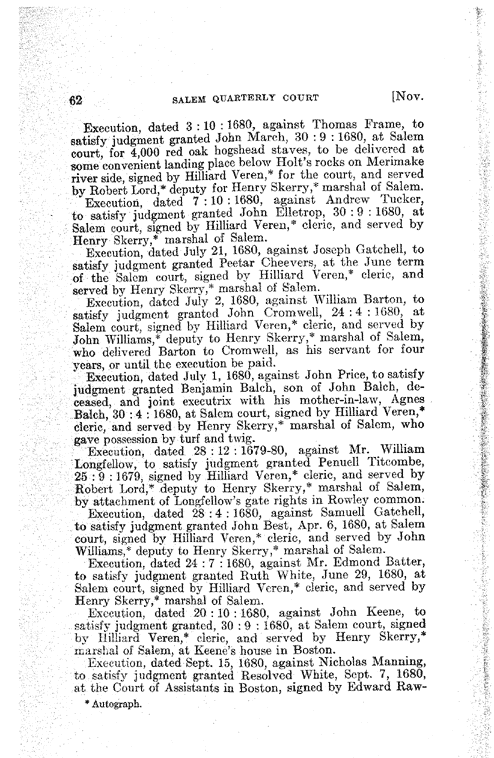 62 SALEM QUARTERLY COURT [Nov.
Execution, dated 3 : 10 : 1680, against Thomas Frame, to
satisfy judgment granted John March, 30 : 9 : 1680, at Salem
court, for 4,000 red oak hogshead staves, to be delivered at
some convenient landing place below Holt's rocks on Merimake
river side, signed by Hilliard Veren,* for the court, and served
by Robert Lord,* deputy for Henry Skerry,* marshal of Salem.
Execution, dated 7 : 10 : 1680, against Andrew Tucker,
to satisfy judgment granted John Elletrop, 30 : 9 : 1680, at
Salem court, signed by Hilliard Veren,* cleric, and served by
Henry Skerry,* marshal of Salem.
Execution, dated July 21, 1680, against Joseph Gatchell, to
satisfy judgment granted Peetar Cheevers, at the June term
of the Salem court, signed by Hilliard Veren,* cleric, and
served by Henry Skerry,* marshal of Salem.
Execution, dated July 2, 1680, against William Barton, to
satisfy judgment granted John Cromwell, 24 : 4 : 1680, at
Salem court, signed by Hilliard Veren,* cleric, and served by
John Williams,* deputy to Henry Skerry,* marshal of Salem,
who delivered Barton to Cromwell, as his servant for four
years, or until the execution be paid.
Execution, dated July 1, 1680, against John Price, to satisfy
judgment granted Benjamin Balch, son of John Balch, de-
ceased, and joint executrix with his mother-in-law, Agnes
Balch, 30 : 4 : 1680, at Salem court, signed by Hilliard Veren,*
cleric, and served by Henry Skerry,* marshal of Salem, who
gave possession by turf and twig.
Execution, dated 28 : 12 : 1679-80, against Mr. William
Longfellow, to satisfy judgment granted Penuell Titcombe,
25 : 9 : 1679, signed by Hilliard Veren,* cleric, and served by
Robert Lord,* deputy to Henry Skerry,* marshal of Salem,
by attachment of Longfellow's gate rights in Rowley common.
Execution, dated 28 : 4 : 1680, against Samuell Gatchell,
to satisfy judgment granted John Best, Apr. 6, 1680, at Salem
court, signed by Hilliard Veren,* cleric, and served by John
Williams,* deputy to Henry Skerry,* marshal of Salem.
Execution, dated 24 : 7 : 1680, against Mr. Edmond Batter,
to satisfy judgment granted Ruth White, June 29, 1680, at
Salem court, signed by Hilliard Veren,* cleric, and served by
Henry Skerry,* marshal of Salem.
Execution, dated 20 : 10 : 1680, against John Keene, to
satisfy judgment granted, 30 : 9 : 1680, at Salem court, signed
by Hilliard Veren,* cleric, and served by Henry Skerry,*
marshal of Salem, at Keene's house in Boston.
Execution, dated Sept. 15, 1680, against Nicholas Manning,
to satisfy judgment granted Resolved White, Sept. 7, 1680,
at the Court of Assistants in Boston, signed by Edward Raw-
* Autograph.